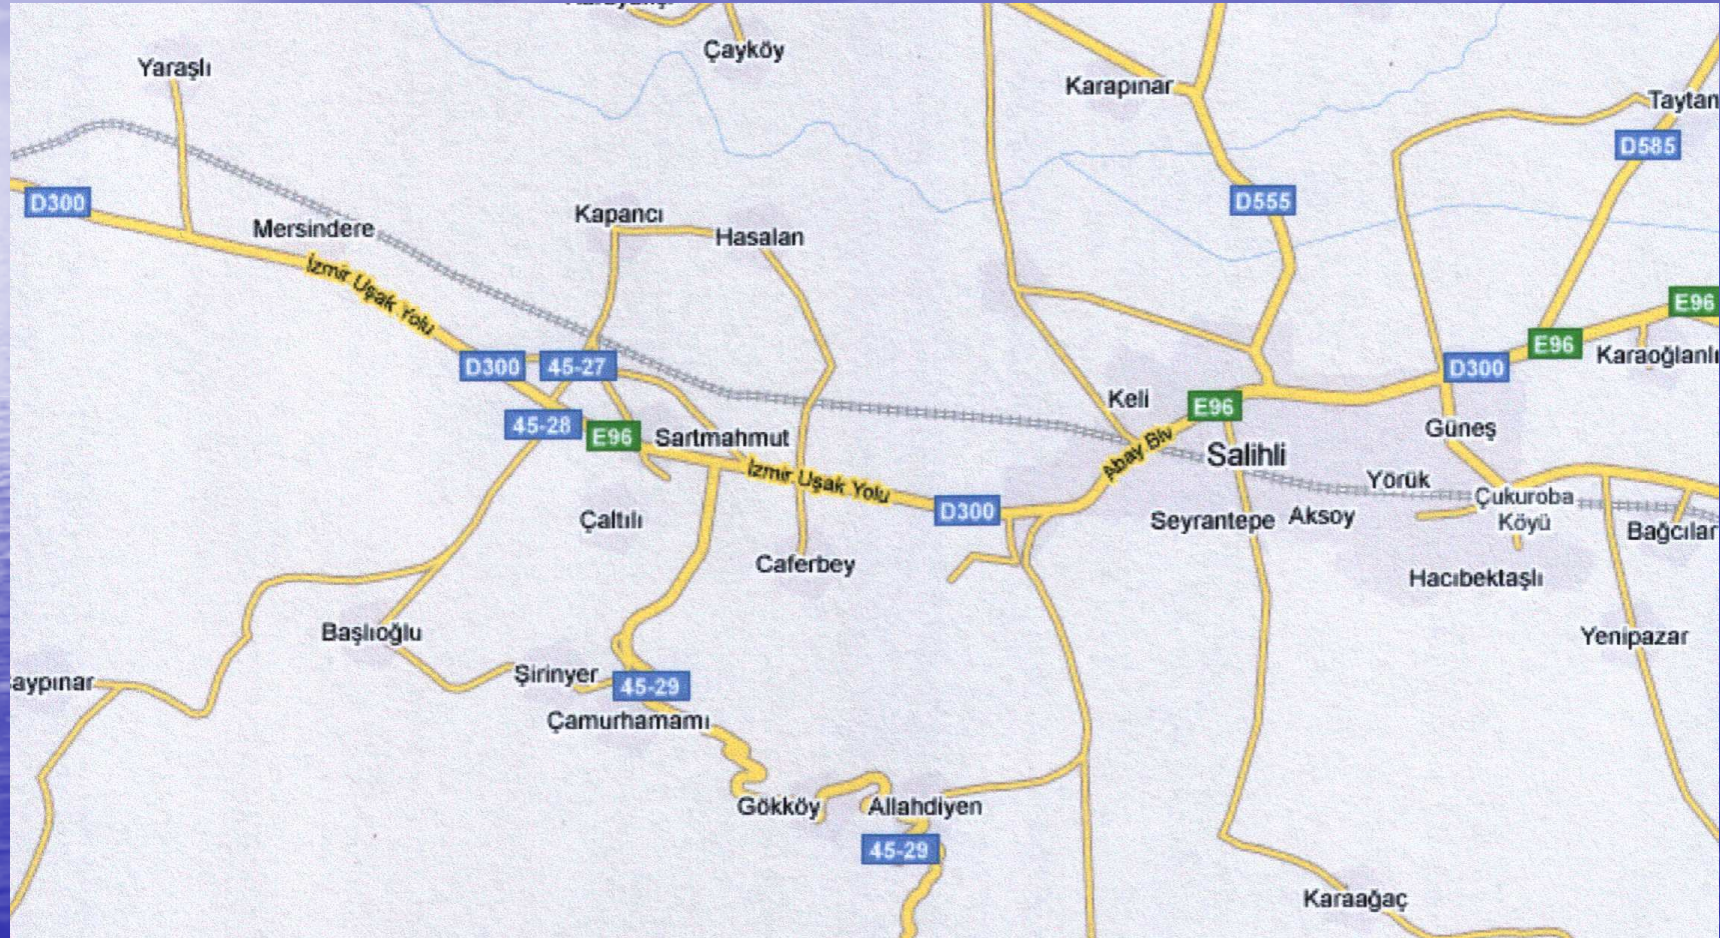 Çayköy
Yaraşlı
Karapınar
Taytan
D585
D300
D555
Kapancı
Mersindere
Hasalan
İzmir Uşak Yolu
E96
E96
Karaoğlanlı
D300
45-27
D300
Keli
E96
45-28
E96
Sartmahmut
Güneş
Abay Blv
Salihli
İzmir Uşak Yolu
Yörük
D300
Çukuroba
Köyü
Çaltılı
Seyrantepe
Aksoy
Bağcılar
Caferbey
Hacıbektaşlı
Başlıoğlu
Yenipazar
Şirinyer
aypınar
45-29
Çamurhamamı
Gökköy
Allahdiyen
45-29
Karaağaç